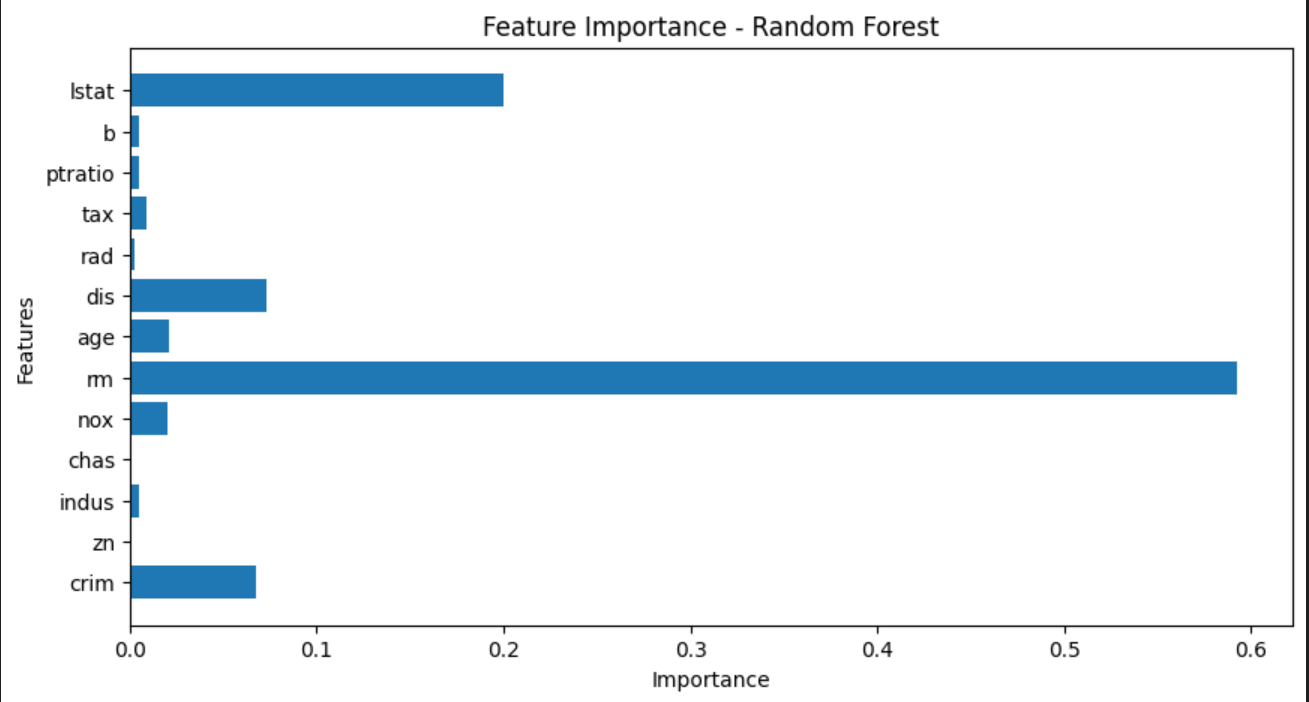 Feature Importance - Random Forest
lstat
b
ptratio
tax
rad
dis
age
rm
nox
chas
indus
zn
crim
Features
0.0 0.1 0.2 0.3 0.4 0.5 0.6
Importance